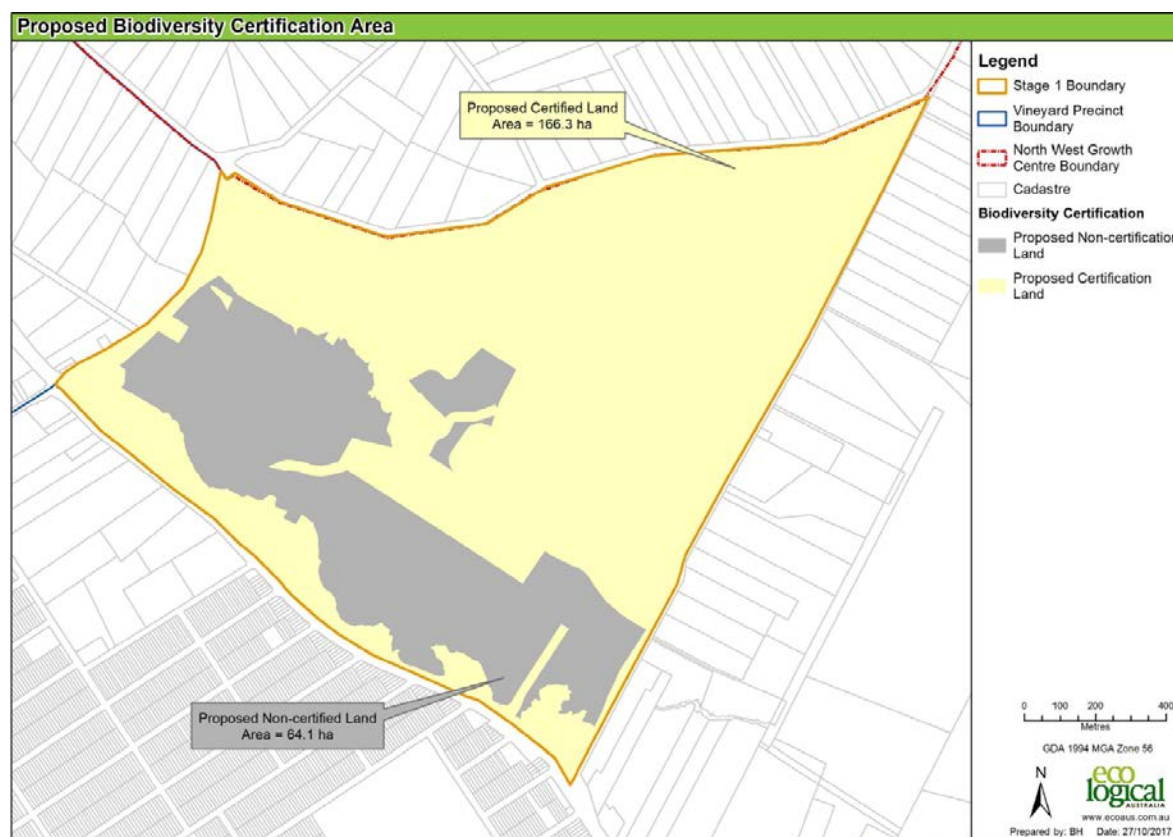 Proposed Biodiversity Certification Area
Proposed Certified Land
Area = 166.3 ha
Proposed Non-certified Land
Area = 64.1 ha
Legend
Stage 1 Boundary
Vineyard Precinct
Boundary
North West Growth
Centre Boundary
Cadastre
Biodiversity Certification
Proposed Non-certification
Land
Proposed Certification
Land
0 100 200 400
Metres
GDA 1994 MGA Zone 56
N
eco
logical
AUSTRALIA
www.ecoaus.com.au
Prepared by: BH Date: 27/10/2017